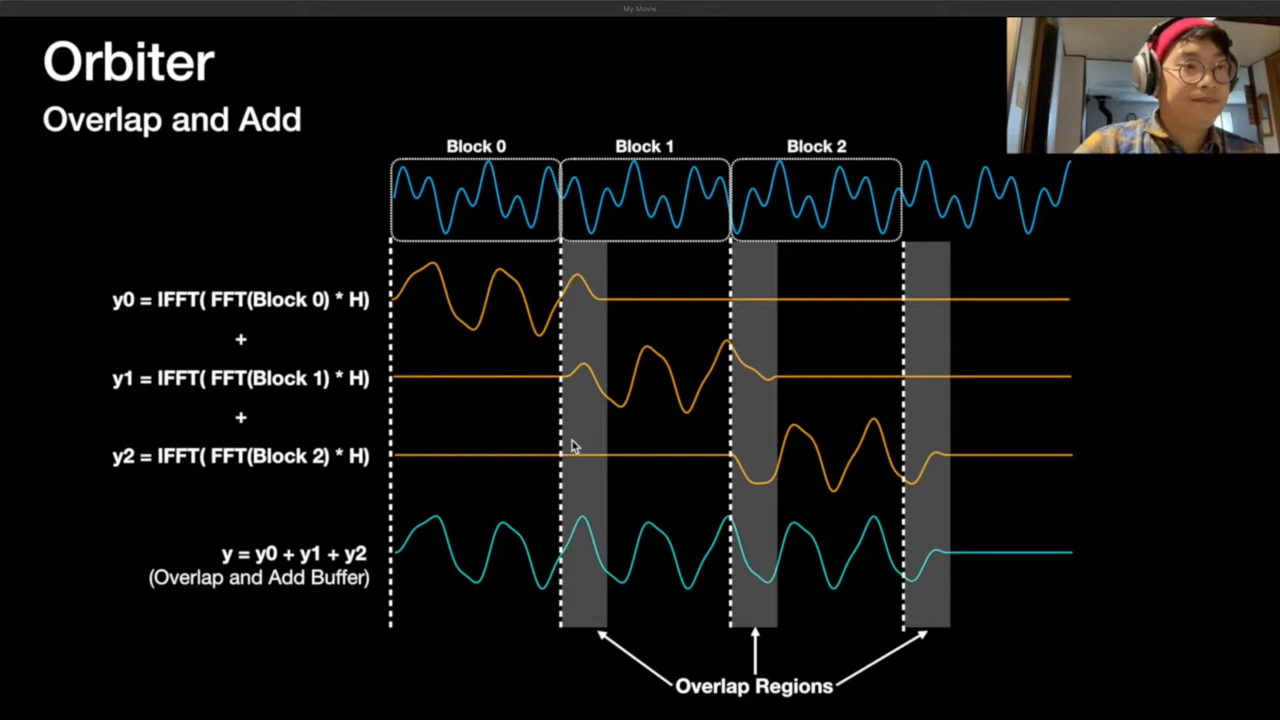 My Movie
Orbiter
Overlap and Add
Block 0
Block 1
Block 2
y0 = IFFT( FFT(Block 0) * H)
+
y1 = IFFT( FFT(Block 1) * H)
+
y2 = IFFT( FFT(Block 2) * H)
y = y0 + y1 + y2
(Overlap and Add Buffer)
Overlap Regions